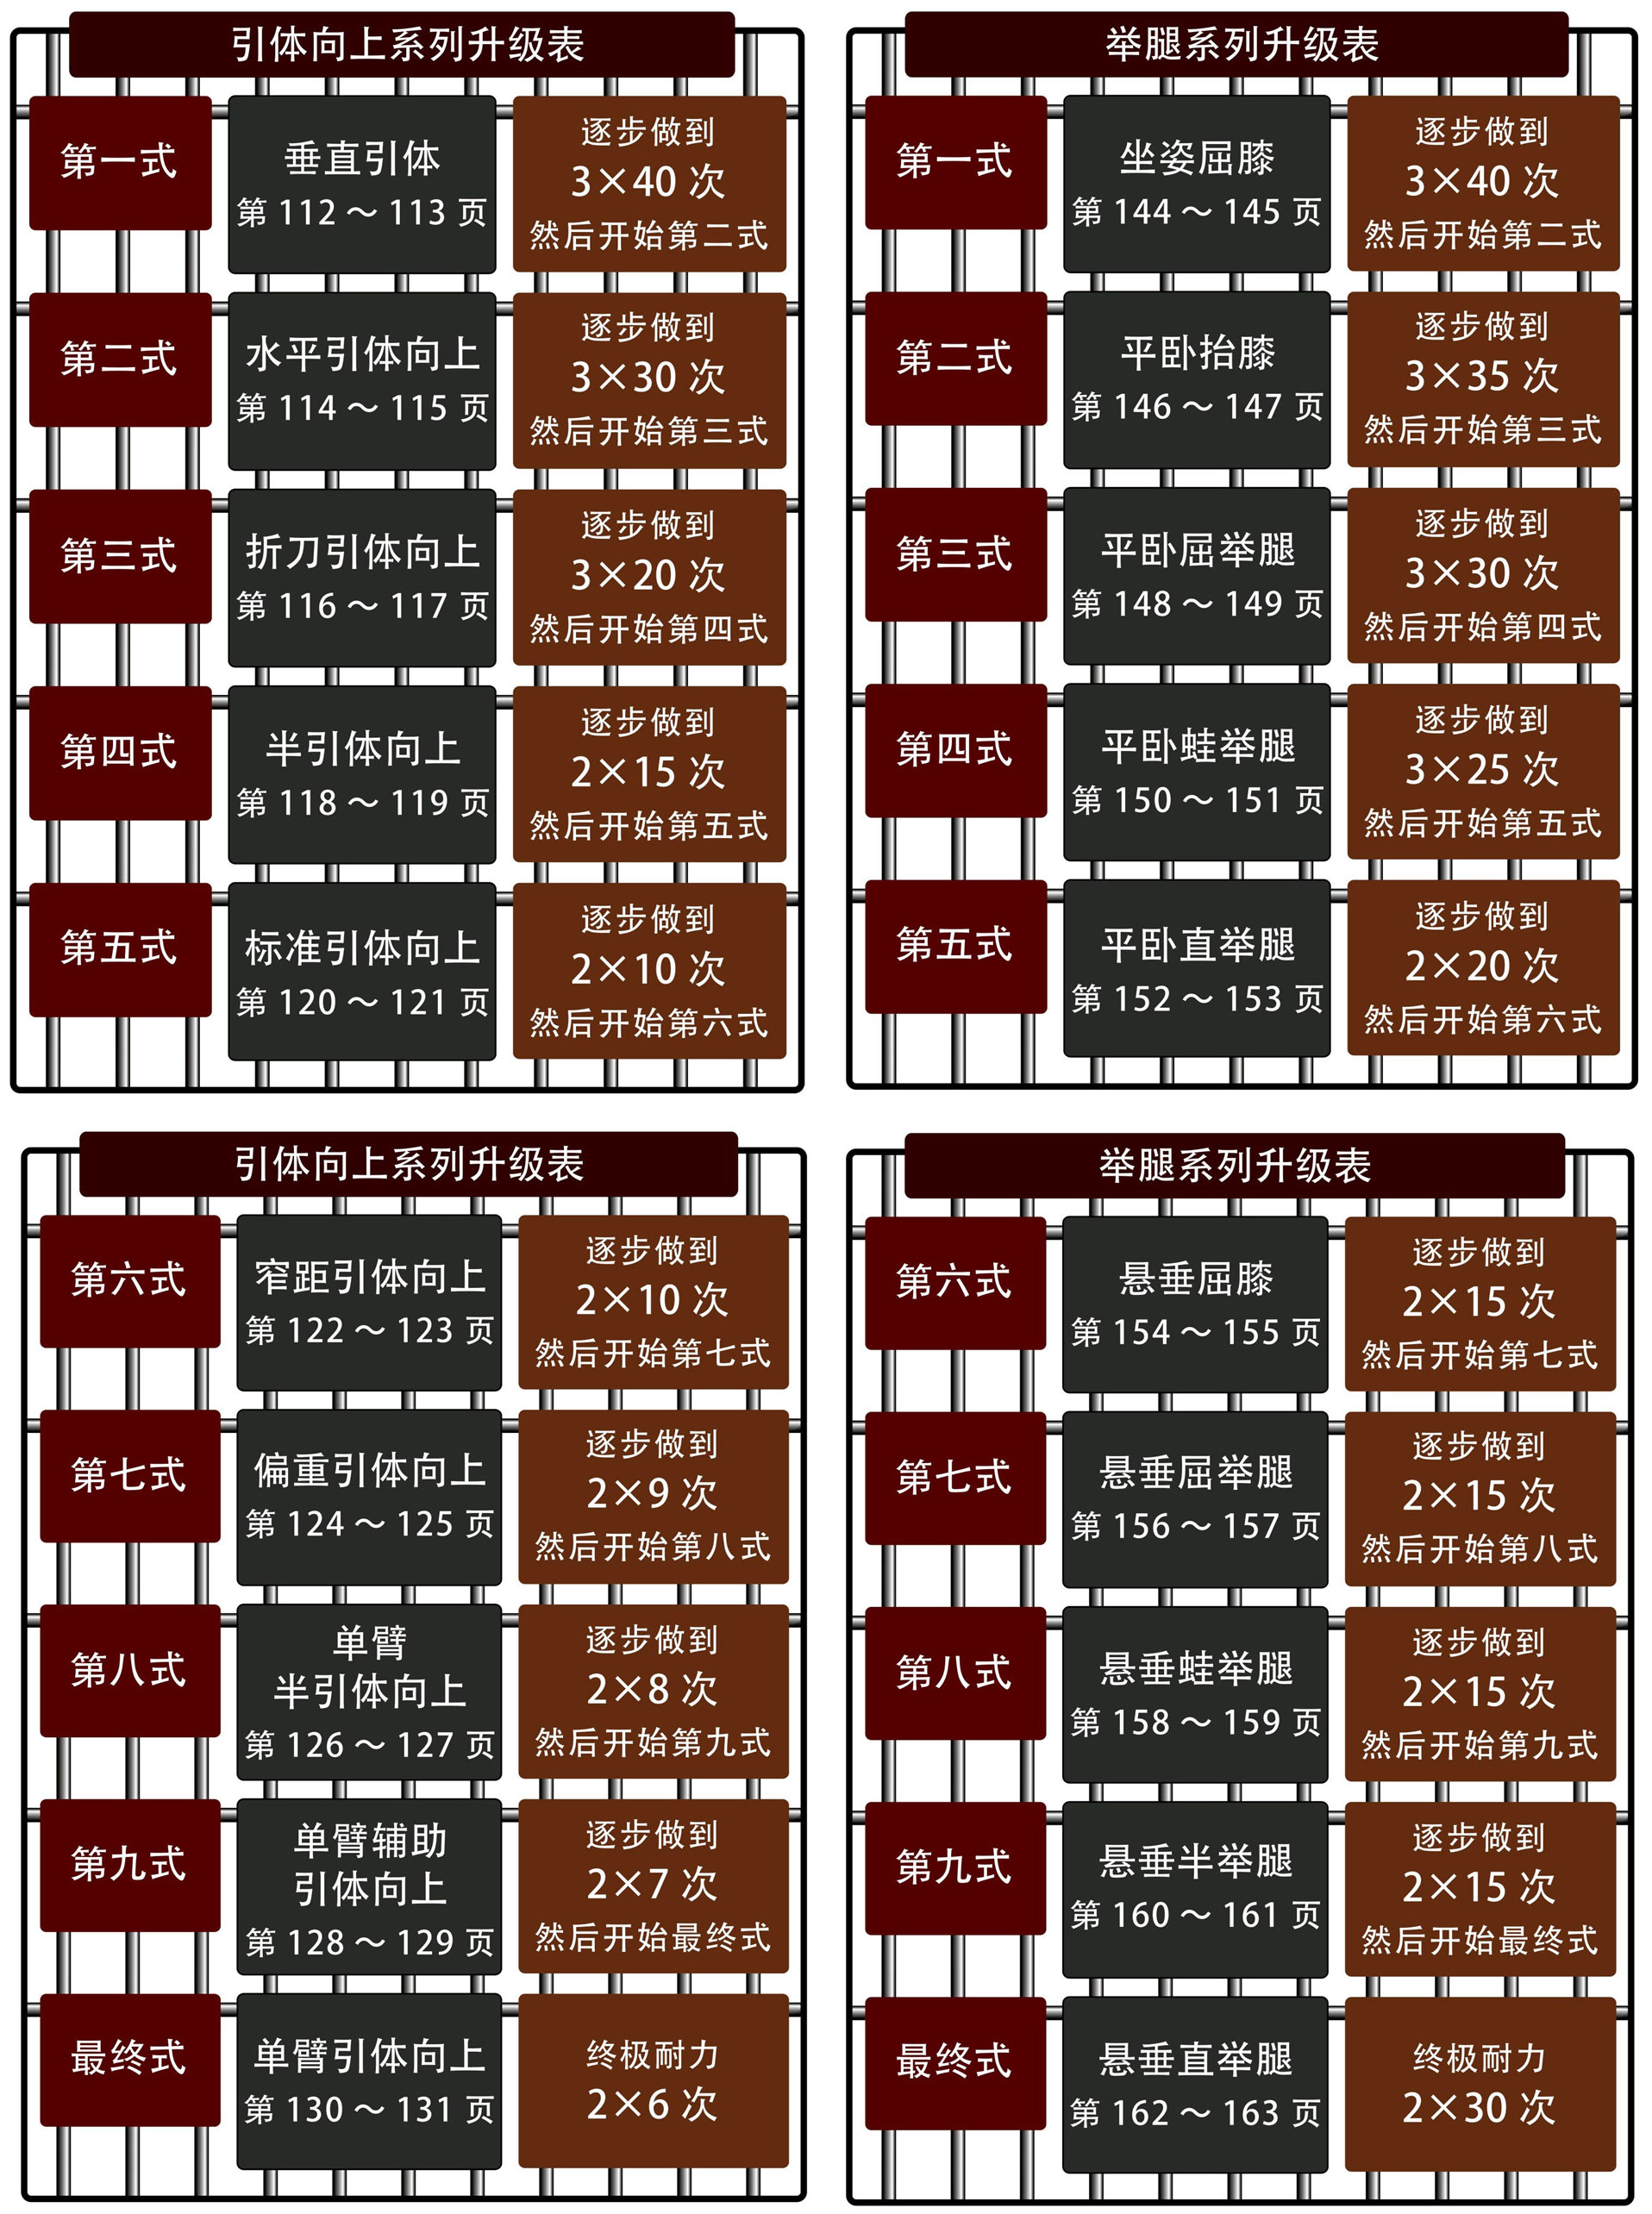 引体向上系列升级表
第一式
垂直引体
第 112～113 页
逐步做到
3×40 次
然后开始第二式
第二式
水平引体向上
第 114～115 页
逐步做到
3×30 次
然后开始第三式
第三式
折刀引体向上
第 116～117 页
逐步做到
3×20 次
然后开始第四式
第四式
半引体向上
第 118～119 页
逐步做到
2×15 次
然后开始第五式
第五式
标准引体向上
第 120～121 页
逐步做到
2×10 次
然后开始第六式
举腿系列升级表
第一式
坐姿屈膝
第 144～145 页
逐步做到
3×40 次
然后开始第二式
第二式
平卧抬膝
第 146～147 页
逐步做到
3×35 次
然后开始第三式
第三式
平卧屈举腿
第 148～149 页
逐步做到
3×30 次
然后开始第四式
第四式
平卧蛙举腿
第 150～151 页
逐步做到
3×25 次
然后开始第五式
第五式
平卧直举腿
第 152～153 页
逐步做到
2×20 次
然后开始第六式
引体向上系列升级表
第六式
窄距引体向上
第 122～123 页
逐步做到
2×10 次
然后开始第七式
第七式
偏重引体向上
第 124～125 页
逐步做到
2×9 次
然后开始第八式
第八式
单臂
半引体向上
第 126～127 页
逐步做到
2×8 次
然后开始第九式
第九式
单臂辅助
引体向上
第 128～129 页
逐步做到
2×7 次
然后开始最终式
最终式
单臂引体向上
第 130～131 页
终极耐力
2×6 次
举腿系列升级表
第六式
悬垂屈膝
第 154～155 页
逐步做到
2×15 次
然后开始第七式
第七式
悬垂屈举腿
第 156～157 页
逐步做到
2×15 次
然后开始第八式
第八式
悬垂蛙举腿
第 158～159 页
逐步做到
2×15 次
然后开始第九式
第九式
悬垂半举腿
第 160～161 页
逐步做到
2×15 次
然后开始最终式
最终式
悬垂直举腿
第 162～163 页
终极耐力
2×30 次